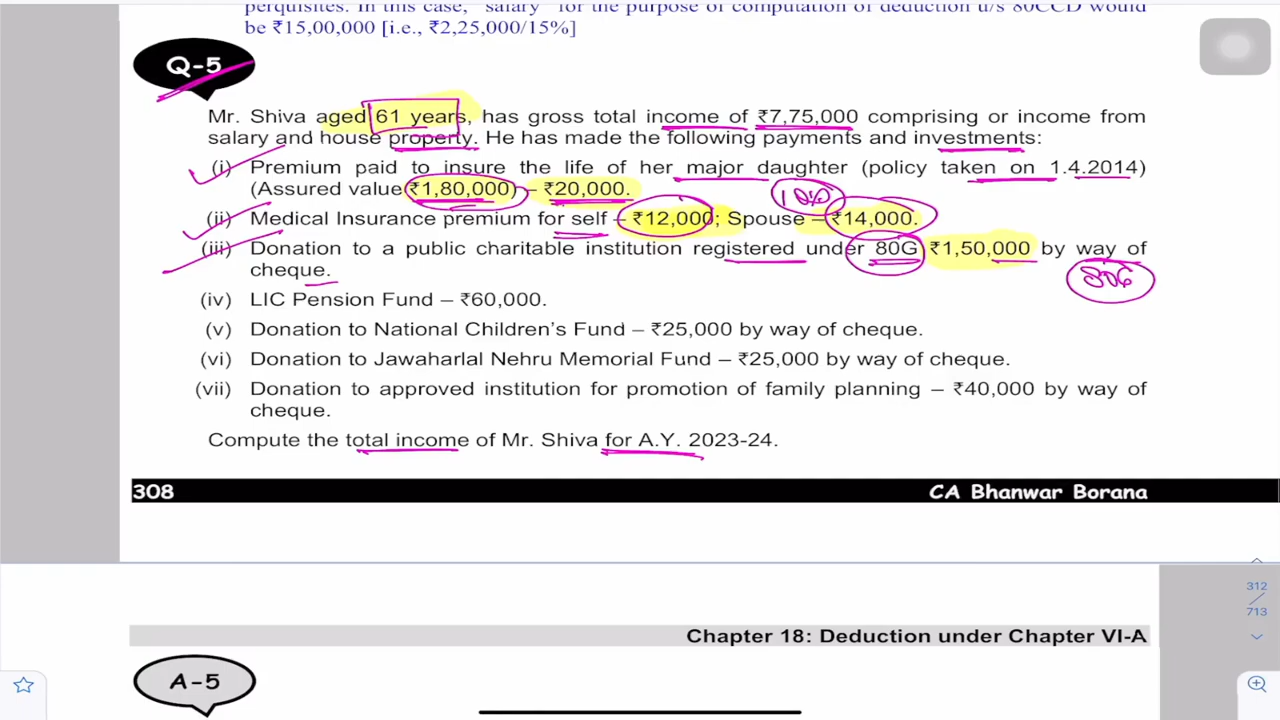 perquisites. In this case, "salary" for the purpose of computation of deduction u/s 80CCD would
be ₹15,00,000 [i.e., ₹2,25,000/15%]
Q-5
Mr. Shiva aged 61 years, has gross total income of ₹7,75,000 comprising or income from
salary and house property. He has made the following payments and investments:
(i) Premium paid to insure the life of her major daughter (policy taken on 1.4.2014)
(Assured value ₹1,80,000) – ₹20,000.
(ii) Medical Insurance premium for self – ₹12,000; Spouse – ₹14,000.
(iii) Donation to a public charitable institution registered under 80G ₹1,50,000 by way of
cheque.
80G
(iv) LIC Pension Fund – ₹60,000.
(v) Donation to National Children's Fund – ₹25,000 by way of cheque.
(vi) Donation to Jawaharlal Nehru Memorial Fund – ₹25,000 by way of cheque.
(vii) Donation to approved institution for promotion of family planning – ₹40,000 by way of
cheque.
Compute the total income of Mr. Shiva for A.Y. 2023-24.
308 CA Bhanwar Borana
312
713
Chapter 18: Deduction under Chapter VI-A
A-5